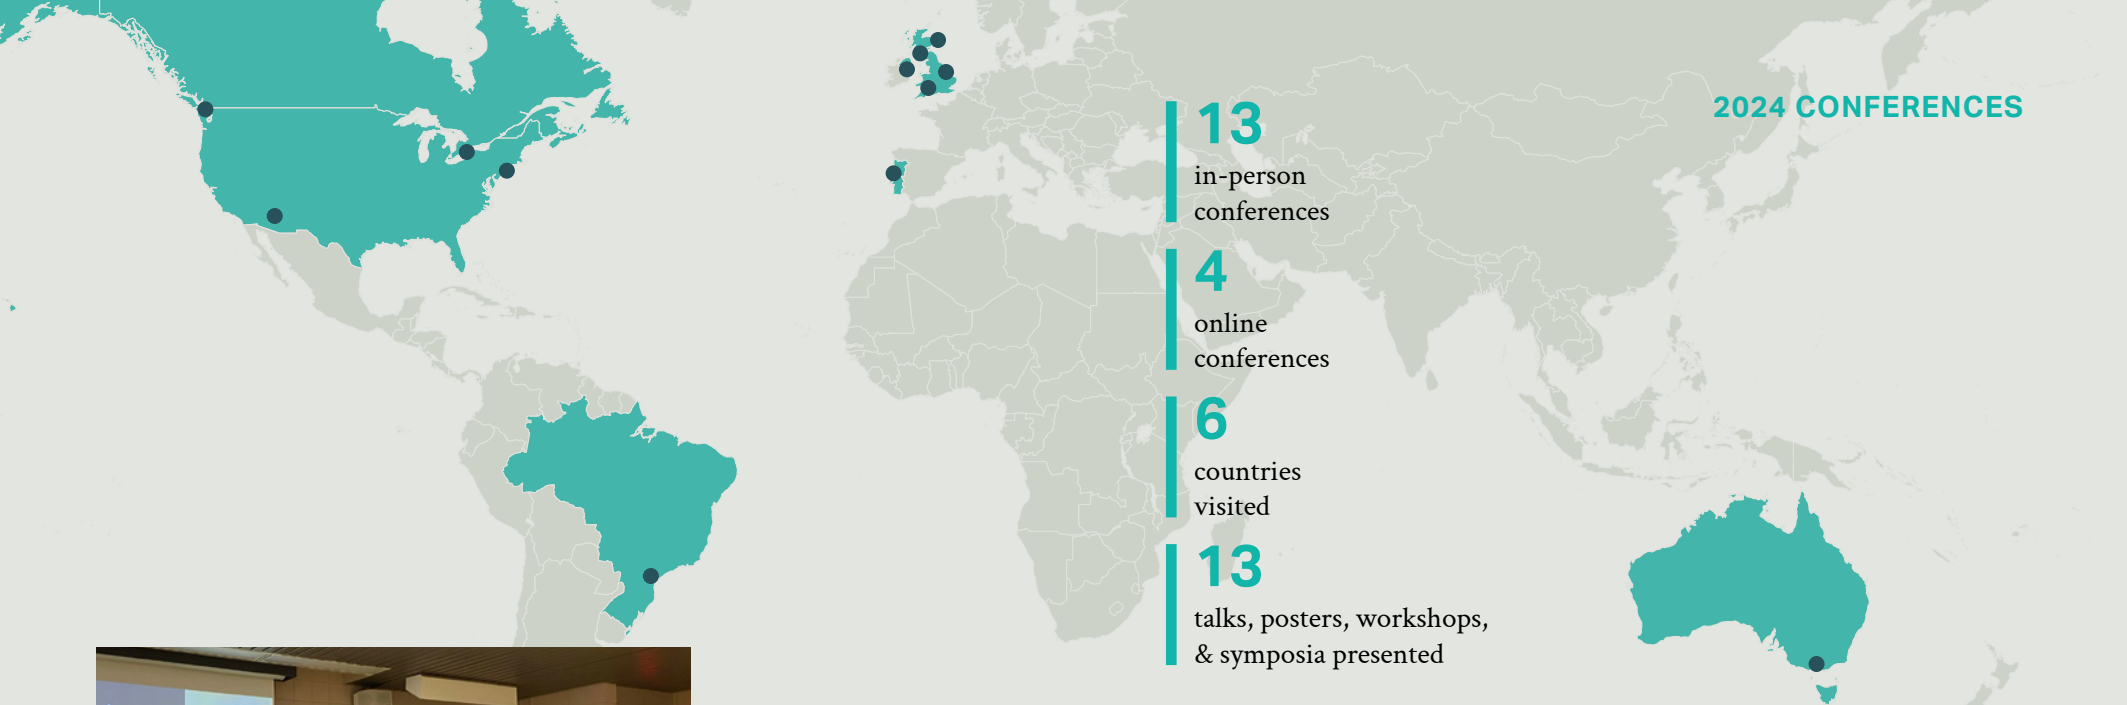 2024 CONFERENCES
13
in-person
conferences
4
online
conferences
6
countries
visited
13
talks, posters, workshops,
& symposia presented